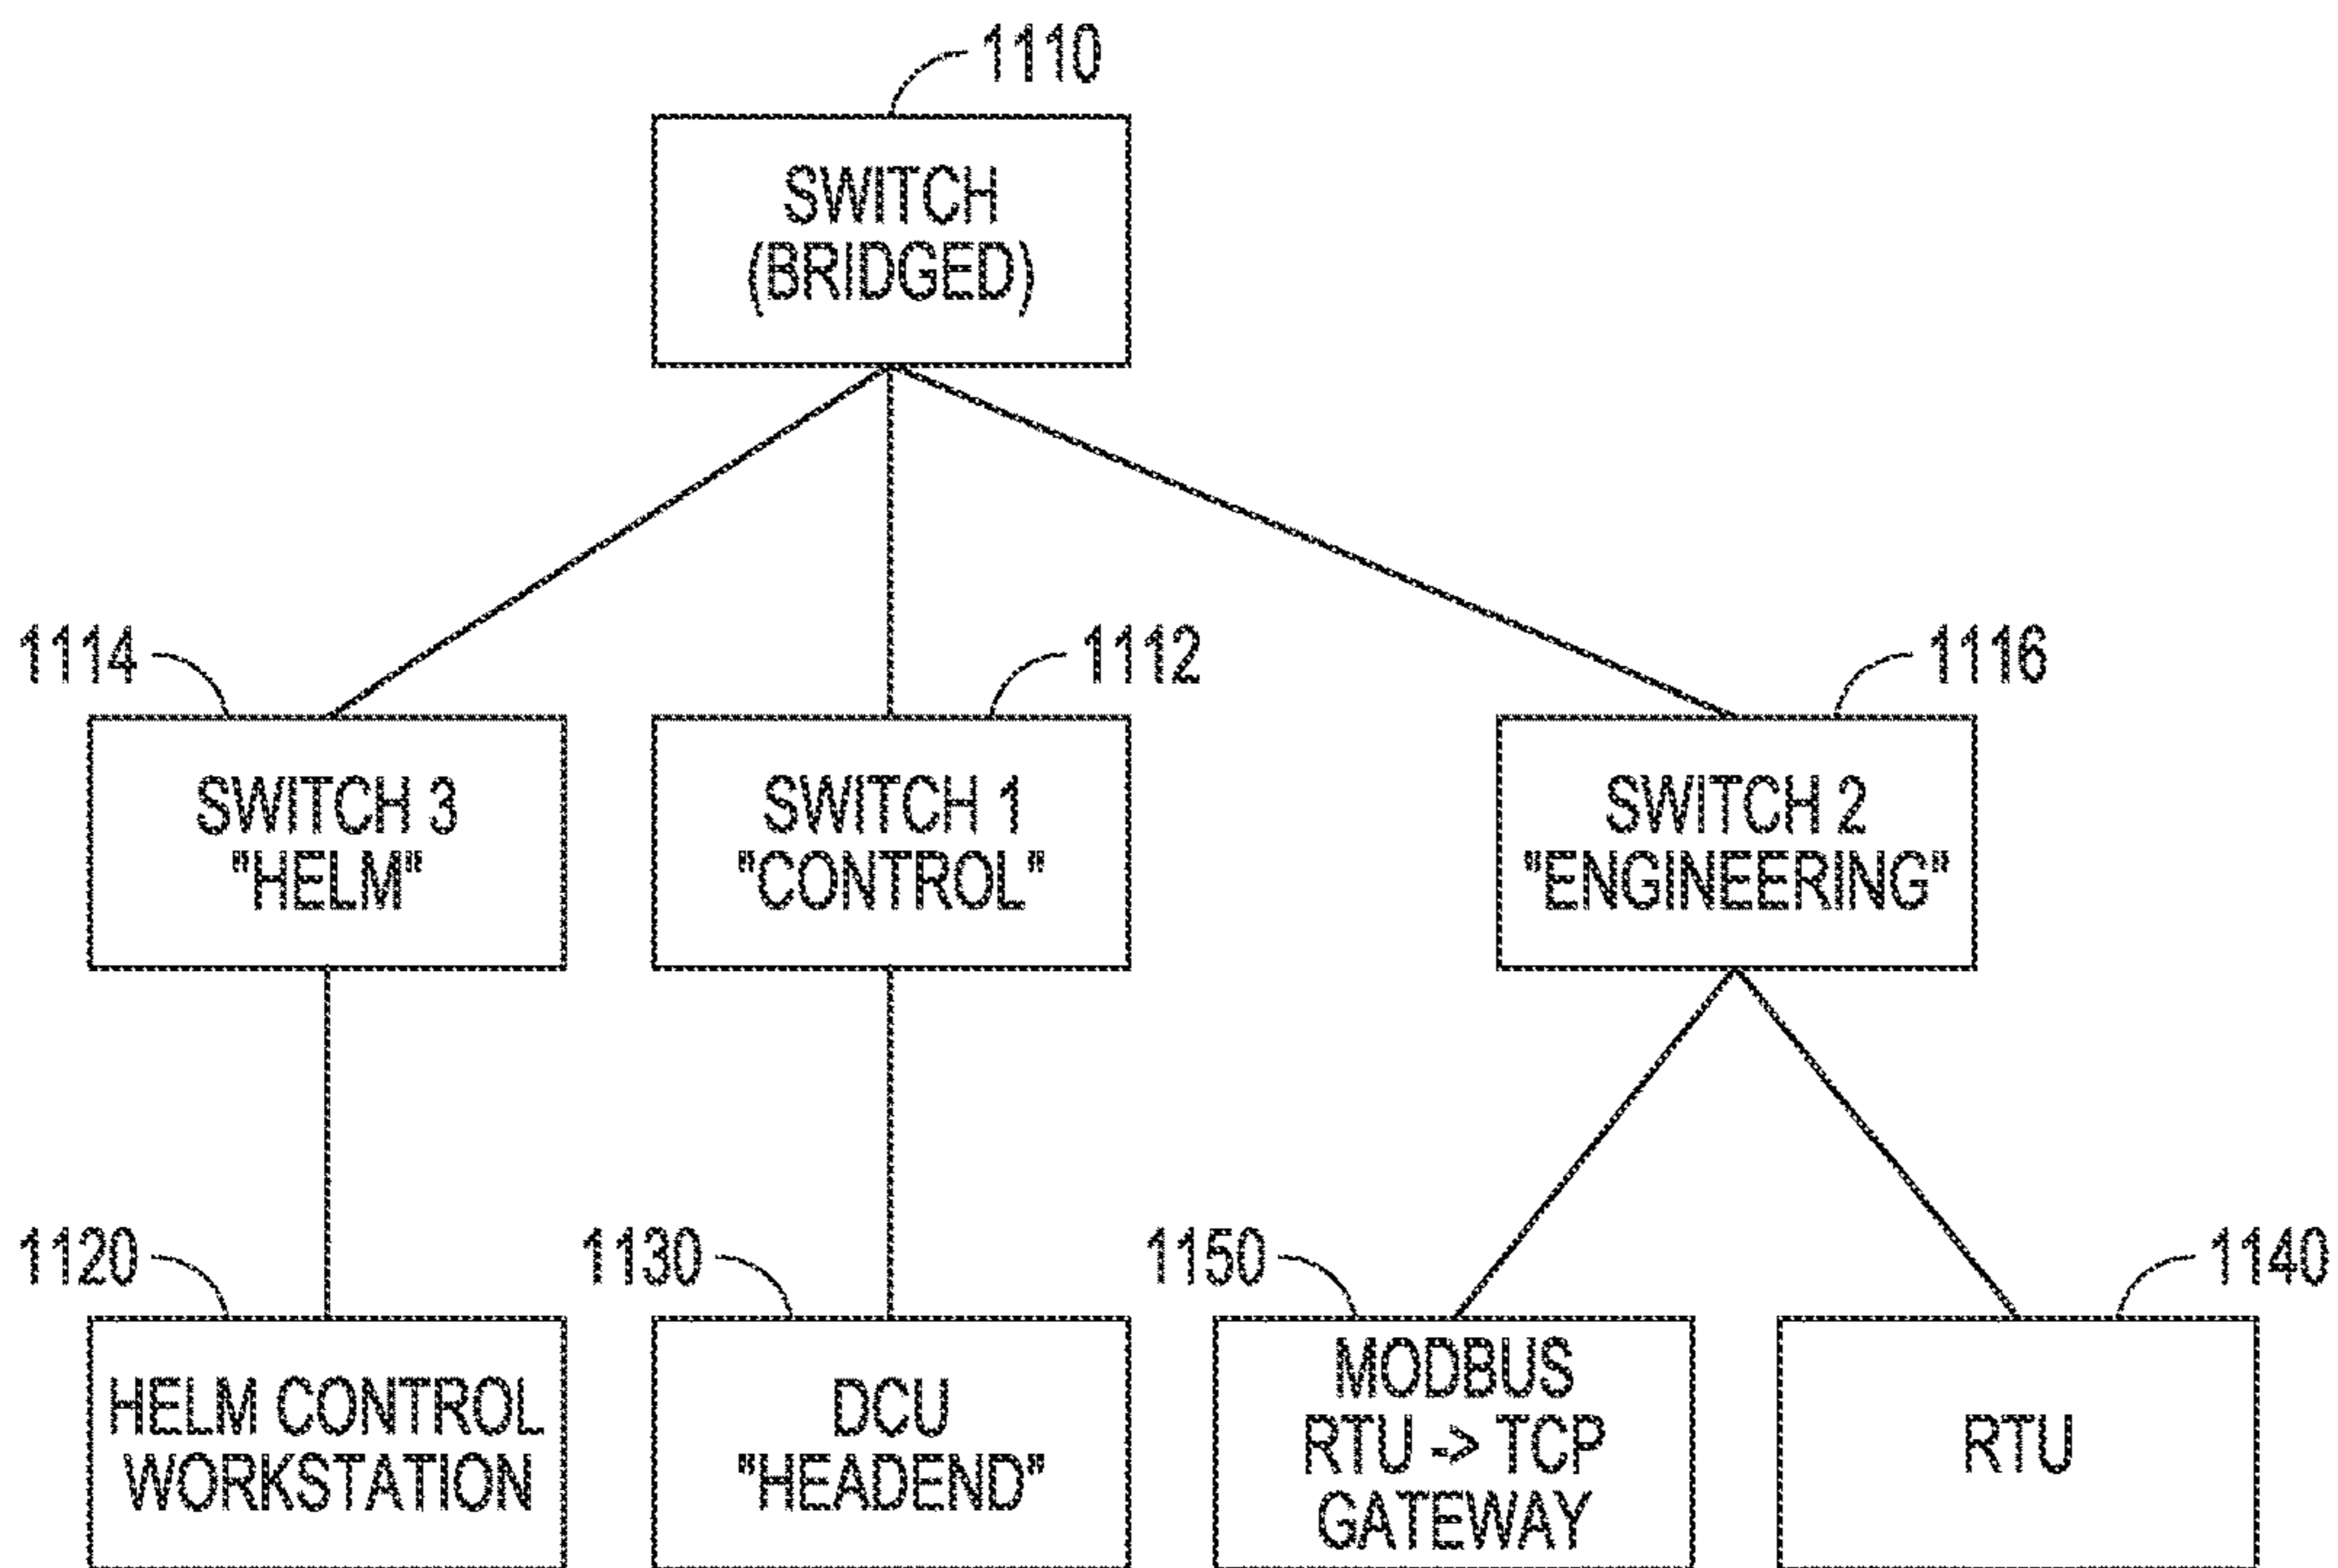 1110
SWITCH
(BRIDGED)
1114
1112
1116
SWITCH 3
"HELM"
SWITCH 1
"CONTROL"
SWITCH 2
"ENGINEERING"
1120
1130
1150
1140
HELM CONTROL
WORKSTATION
DCU
"HEADEND"
MODBUS
RTU -> TCP
GATEWAY
RTU